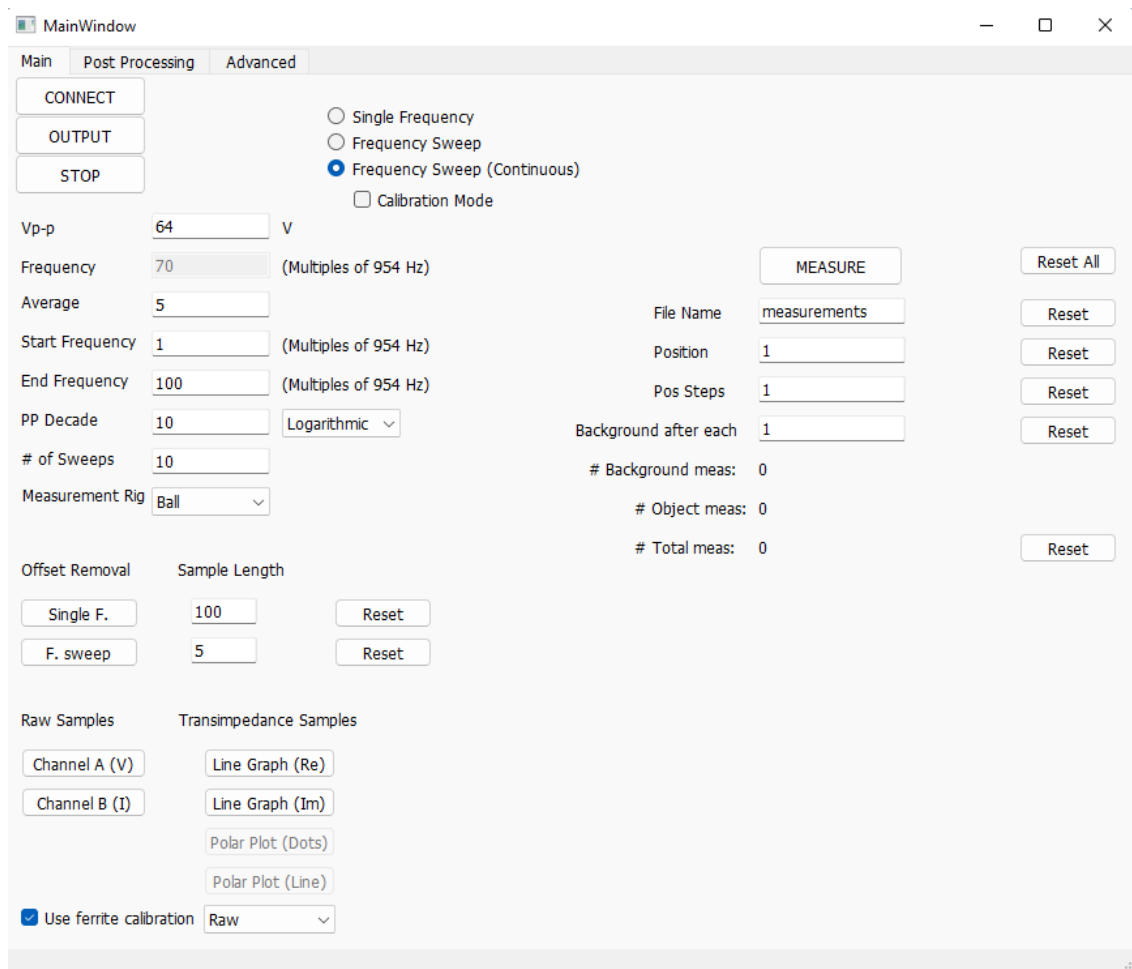 MainWindow
Main Post Processing Advanced
CONNECT
OUTPUT
STOP
Single Frequency
Frequency Sweep
Frequency Sweep (Continuous)
Calibration Mode
Vp-p 64 V
Frequency 70 (Multiples of 954 Hz)
Average 5
Start Frequency 1 (Multiples of 954 Hz)
End Frequency 100 (Multiples of 954 Hz)
PP Decade 10 Logarithmic
# of Sweeps 10
Measurement Rig Ball
MEASURE Reset All
File Name measurements Reset
Position 1 Reset
Pos Steps 1 Reset
Background after each 1 Reset
# Background meas: 0
# Object meas: 0
# Total meas: 0 Reset
Offset Removal Sample Length
Single F. 100 Reset
F. sweep 5 Reset
Raw Samples Transimpedance Samples
Channel A (V) Line Graph (Re)
Channel B (I) Line Graph (Im)
Polar Plot (Dots)
Polar Plot (Line)
Use ferrite calibration Raw